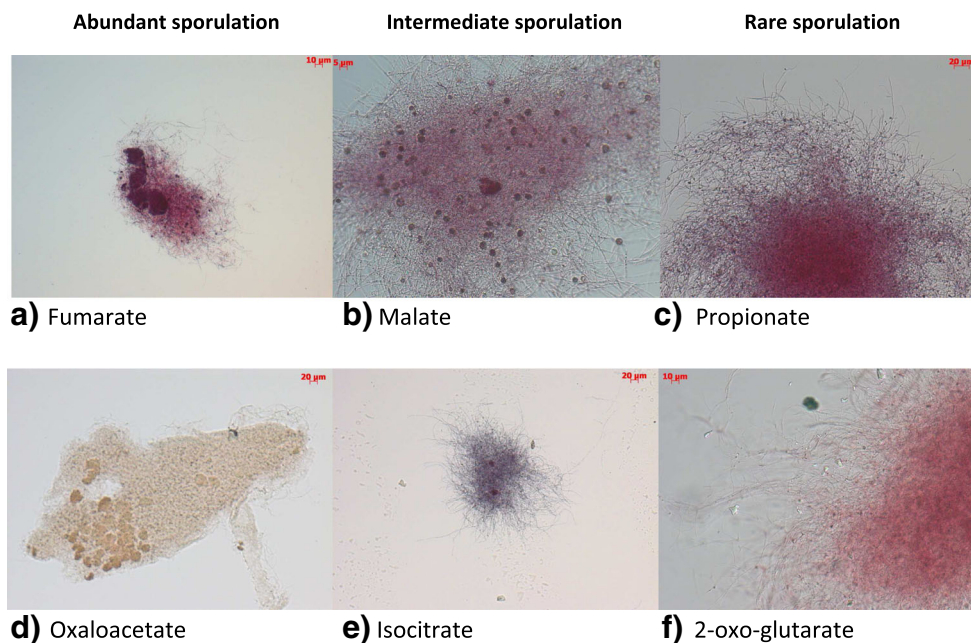 Abundant sporulation Intermediate sporulation Rare sporulation
10 µm 5 µm 20 µm
a) Fumarate b) Malate c) Propionate
20 µm 20 µm 10 µm
d) Oxaloacetate e) Isocitrate f) 2-oxo-glutarate